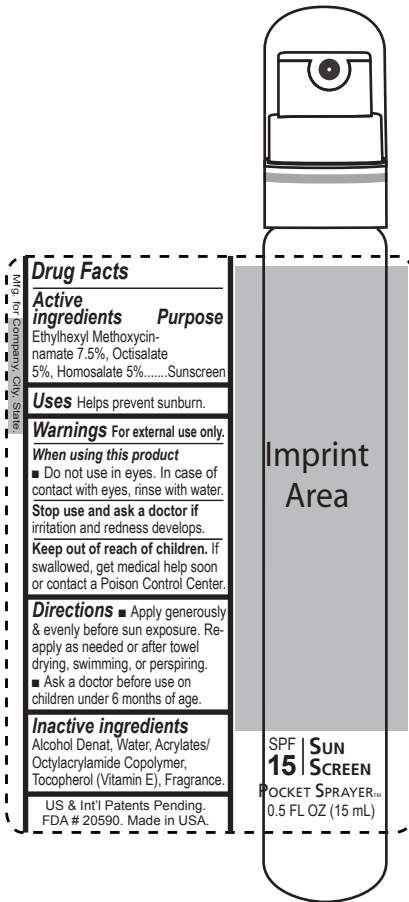 Mfg. for Company, City, State.
Drug Facts
Active
ingredients Purpose
Ethylhexyl Methoxycin-
namate 7.5%, Octisalate
5%, Homosalate 5%.......Sunscreen
Uses Helps prevent sunburn.
Warnings For external use only.
When using this product
■ Do not use in eyes. In case of
contact with eyes, rinse with water.
Stop use and ask a doctor if
irritation and redness develops.
Keep out of reach of children. If
swallowed, get medical help soon
or contact a Poison Control Center.
Directions ■ Apply generously
& evenly before sun exposure. Re-
apply as needed or after towel
drying, swimming, or perspiring.
■ Ask a doctor before use on
children under 6 months of age.
Inactive ingredients
Alcohol Denat, Water, Acrylates/
Octylacrylamide Copolymer,
Tocopherol (Vitamin E), Fragrance.
US & Int'l Patents Pending.
FDA # 20590. Made in USA.
Imprint
Area
SPF
15
SUN
SCREEN
POCKET SPRAYER™
0.5 FL OZ (15 mL)